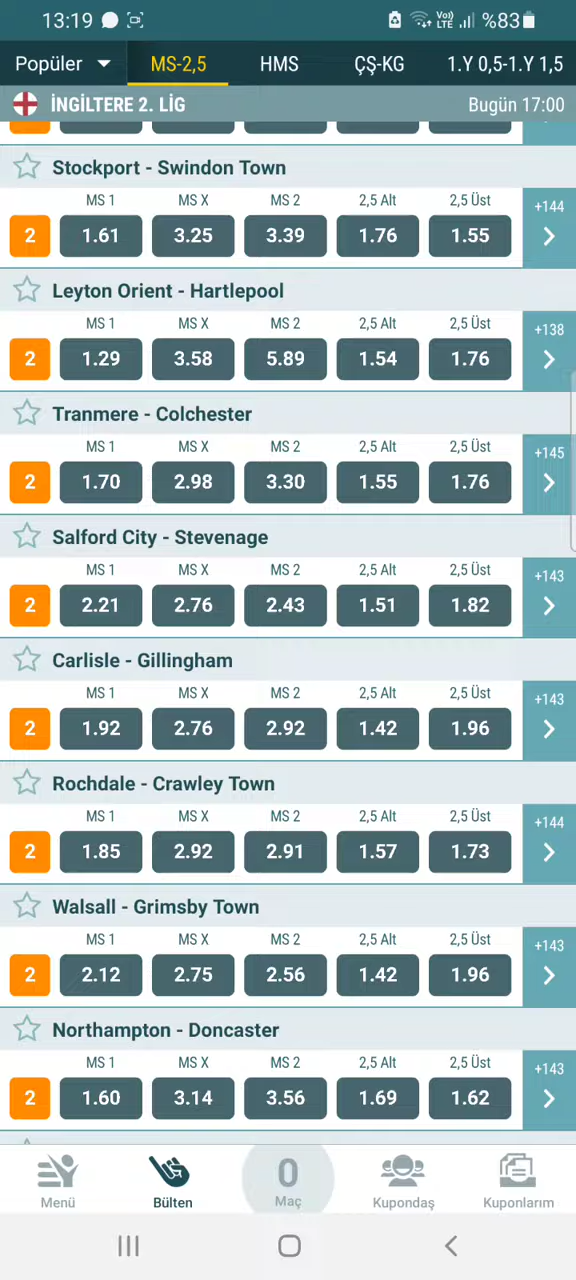 13:19 Vo)) LTE %83
Popüler MS-2,5 HMS ÇŞ-KG 1.Y 0,5-1.Y 1,5
İNGİLTERE 2. LİG Bugün 17:00
Stockport - Swindon Town
MS 1 MS X MS 2 2,5 Alt 2,5 Üst +144
2 1.61 3.25 3.39 1.76 1.55
Leyton Orient - Hartlepool
MS 1 MS X MS 2 2,5 Alt 2,5 Üst +138
2 1.29 3.58 5.89 1.54 1.76
Tranmere - Colchester
MS 1 MS X MS 2 2,5 Alt 2,5 Üst +145
2 1.70 2.98 3.30 1.55 1.76
Salford City - Stevenage
MS 1 MS X MS 2 2,5 Alt 2,5 Üst +143
2 2.21 2.76 2.43 1.51 1.82
Carlisle - Gillingham
MS 1 MS X MS 2 2,5 Alt 2,5 Üst +143
2 1.92 2.76 2.92 1.42 1.96
Rochdale - Crawley Town
MS 1 MS X MS 2 2,5 Alt 2,5 Üst +144
2 1.85 2.92 2.91 1.57 1.73
Walsall - Grimsby Town
MS 1 MS X MS 2 2,5 Alt 2,5 Üst +143
2 2.12 2.75 2.56 1.42 1.96
Northampton - Doncaster
MS 1 MS X MS 2 2,5 Alt 2,5 Üst +143
2 1.60 3.14 3.56 1.69 1.62
0
Menü Bülten Maç Kupondaş Kuponlarım